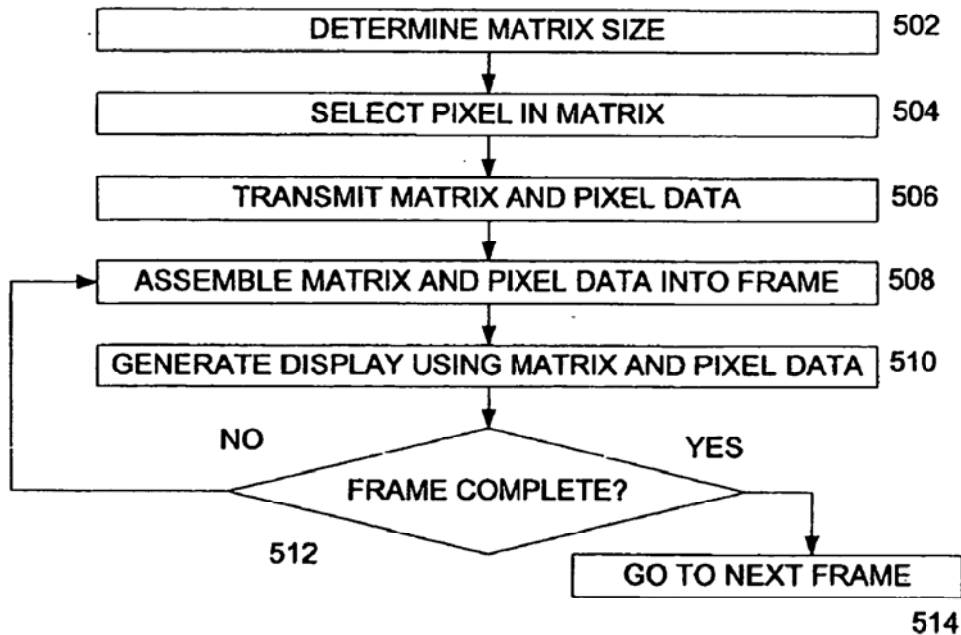 DETERMINE MATRIX SIZE 502
SELECT PIXEL IN MATRIX 504
TRANSMIT MATRIX AND PIXEL DATA 506
ASSEMBLE MATRIX AND PIXEL DATA INTO FRAME 508
GENERATE DISPLAY USING MATRIX AND PIXEL DATA 510
NO YES
FRAME COMPLETE?
512
GO TO NEXT FRAME
514